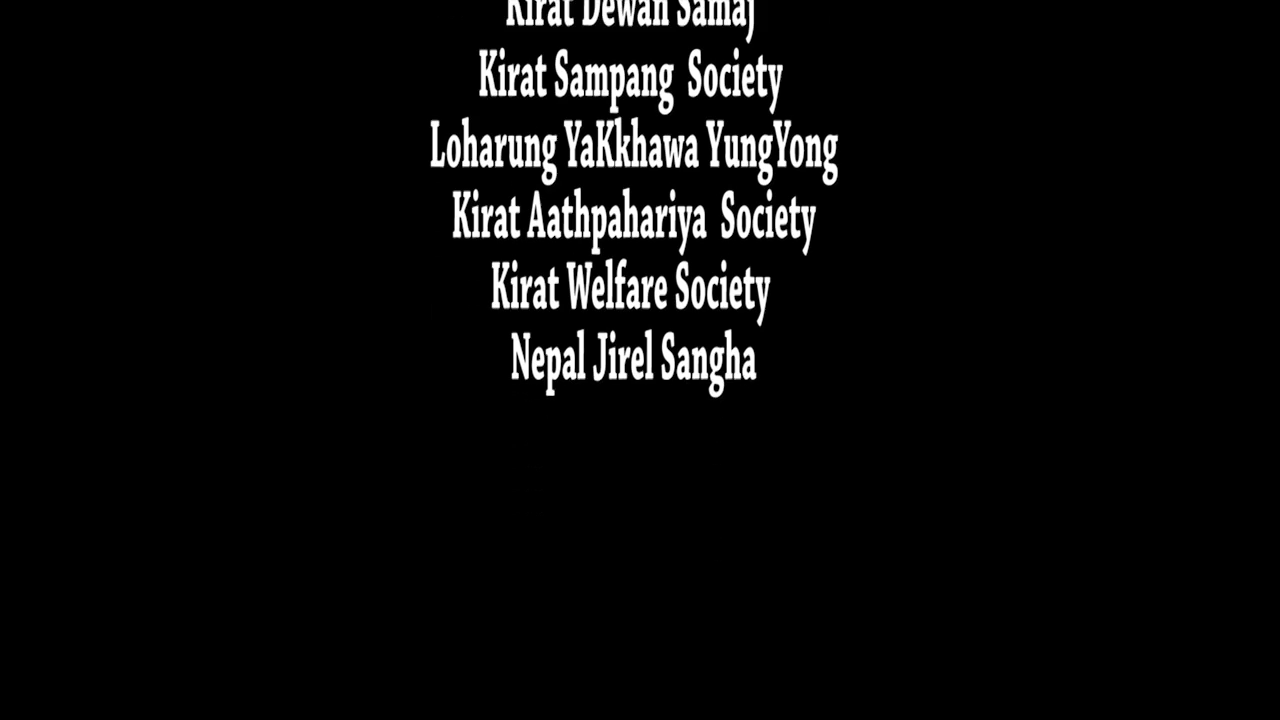 Kirat Dewan Samaj
Kirat Sampang Society
Loharung YaKkhawa YungYong
Kirat Aathpahariya Society
Kirat Welfare Society
Nepal Jirel Sangha